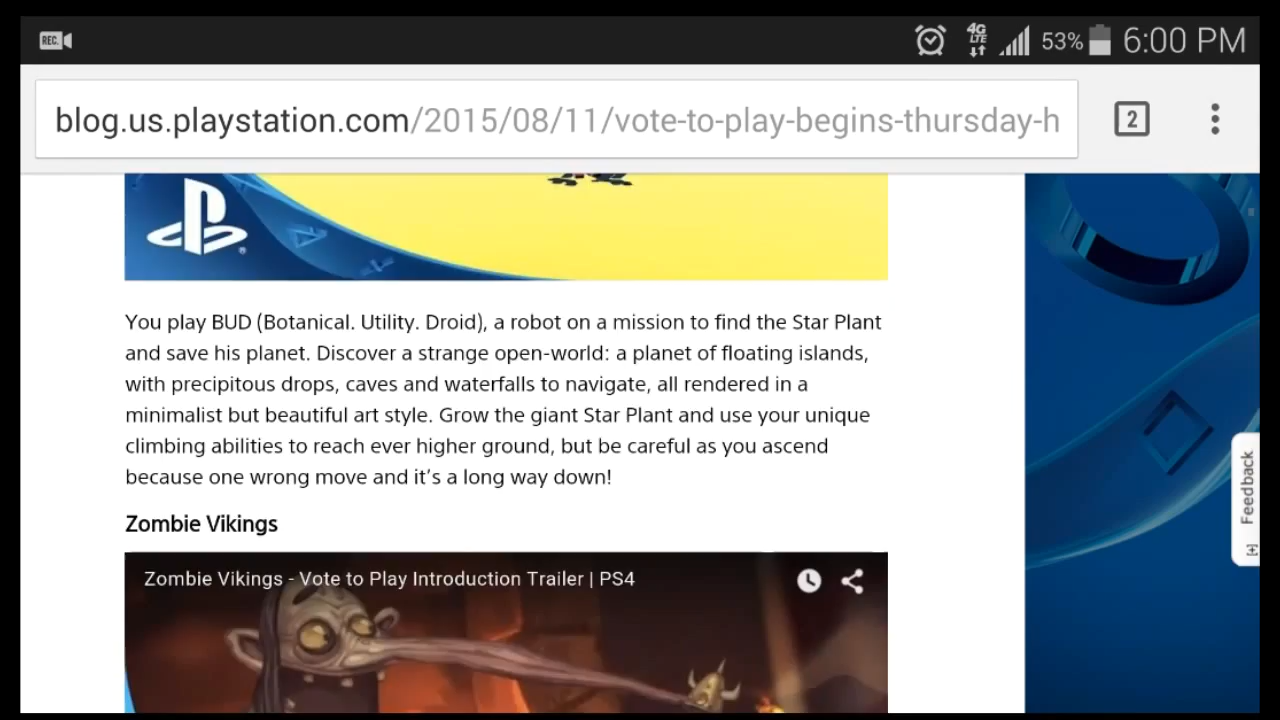 REC.
4G
LTE
53%
6:00 PM
blog.us.playstation.com/2015/08/11/vote-to-play-begins-thursday-h
2
You play BUD (Botanical. Utility. Droid), a robot on a mission to find the Star Plant
and save his planet. Discover a strange open-world: a planet of floating islands,
with precipitous drops, caves and waterfalls to navigate, all rendered in a
minimalist but beautiful art style. Grow the giant Star Plant and use your unique
climbing abilities to reach ever higher ground, but be careful as you ascend
because one wrong move and it’s a long way down!
Zombie Vikings
Zombie Vikings - Vote to Play Introduction Trailer | PS4
[+] Feedback